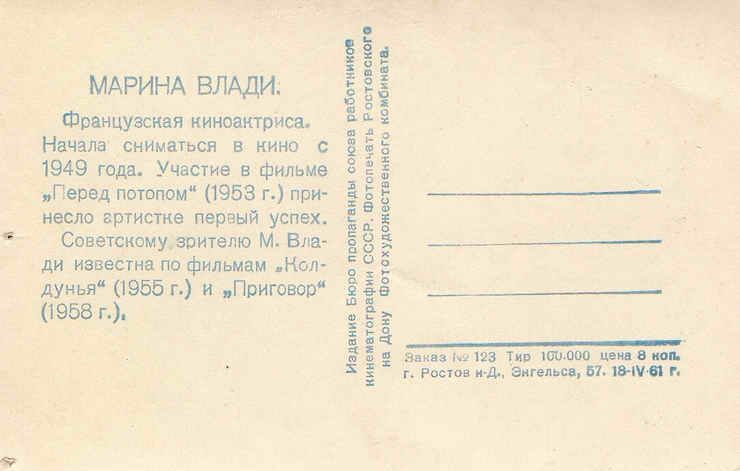 МАРИНА ВЛАДИ.
Французская киноактриса.
Начала сниматься в кино с
1949 года. Участие в фильме
„Перед потопом“ (1953 г.) при-
несло артистке первый успех.
Советскому зрителю М. Вла-
ди известна по фильмам „Кол-
дунья“ (1955 г.) и „Приговор“
(1958 г.).
Издание Бюро пропаганды союза работников
кинематографии СССР. Фотопечать Ростовского
на Дону Фотохудожественного комбината.
Заказ № 123 Тир 100.000 цена 8 коп.
г. Ростов н-Д., Энгельса, 57. 18-IV-61 г.